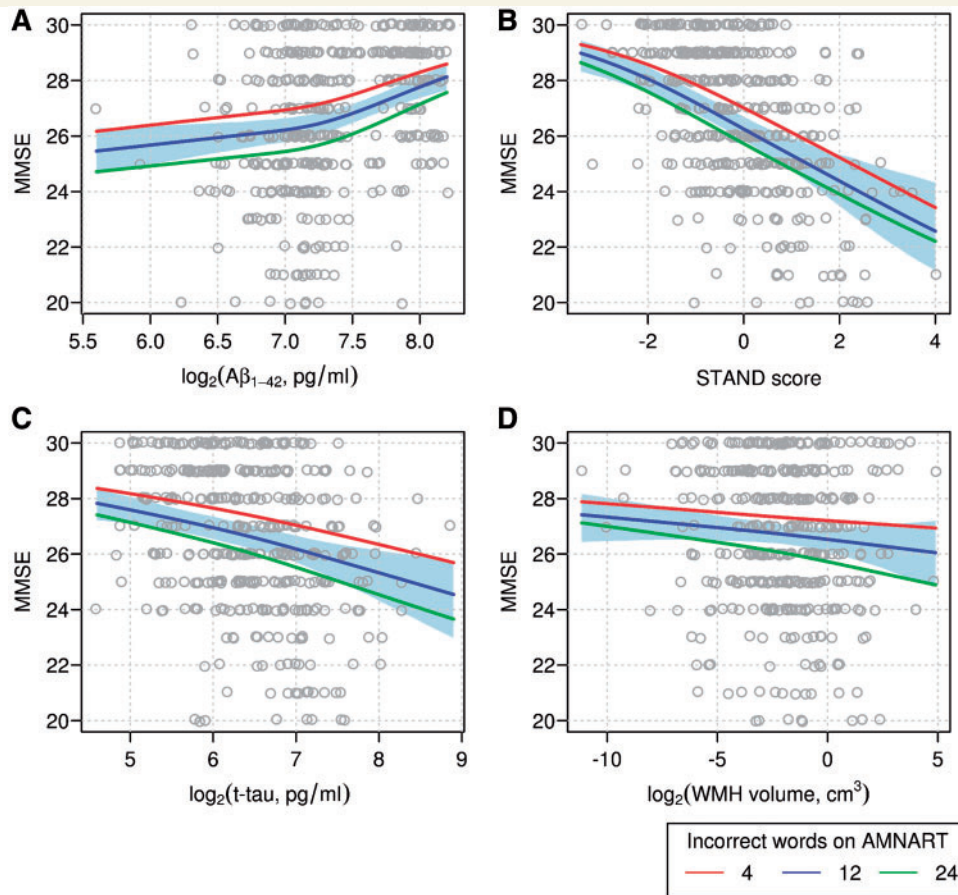 A
30
28
26
24
22
20
MMSE
5.5 6.0 6.5 7.0 7.5 8.0
log₂(Aβ₁₋₄₂, pg/ml)
B
30
28
26
24
22
20
MMSE
-2 0 2 4
STAND score
C
30
28
26
24
22
20
MMSE
5 6 7 8 9
log₂(t-tau, pg/ml)
D
30
28
26
24
22
20
MMSE
-10 -5 0 5
log₂(WMH volume, cm³)
Incorrect words on AMNART
4 12 24